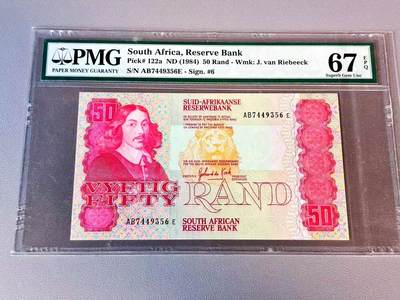 PMG
PAPER MONEY GUARANTY
South Africa, Reserve Bank
Pick# 122a ND (1984) 50 Rand - Wmk: J. van Riebeeck
S/N AB7449356E - Sign. #6
67 EPQ
Superb Gem Unc
50
SUID-AFRIKAANSE
RESERWEBANK
AB7449356 E
VYFTIG
FIFTY
RAND
AB7449356 E
SOUTH AFRICAN
RESERVE BANK
50